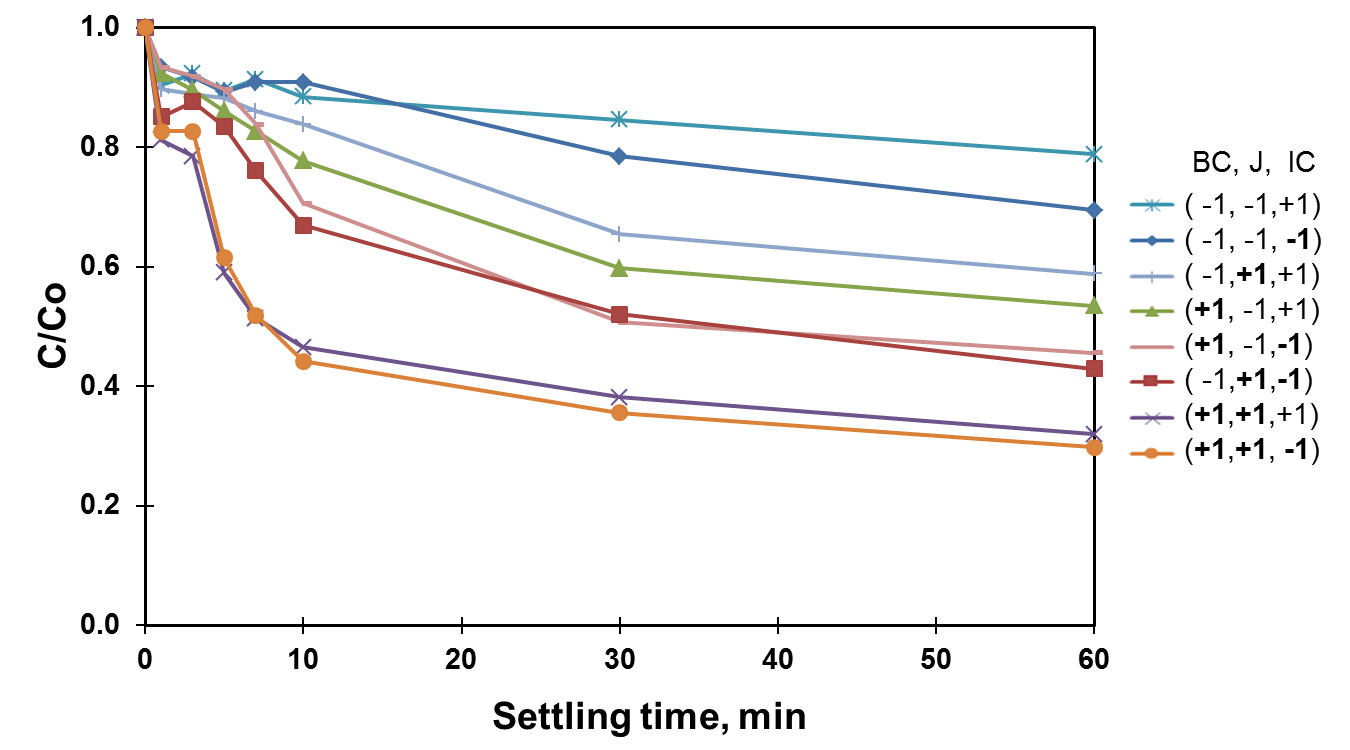 1.0
0.8
0.6
0.4
0.2
0.0
C/Co
0 10 20 30 40 50 60
Settling time, min
BC, J, IC
( -1, -1,+1)
( -1, -1, -1)
( -1,+1,+1)
(+1, -1,+1)
(+1, -1,-1)
( -1,+1,-1)
(+1,+1,+1)
(+1,+1, -1)